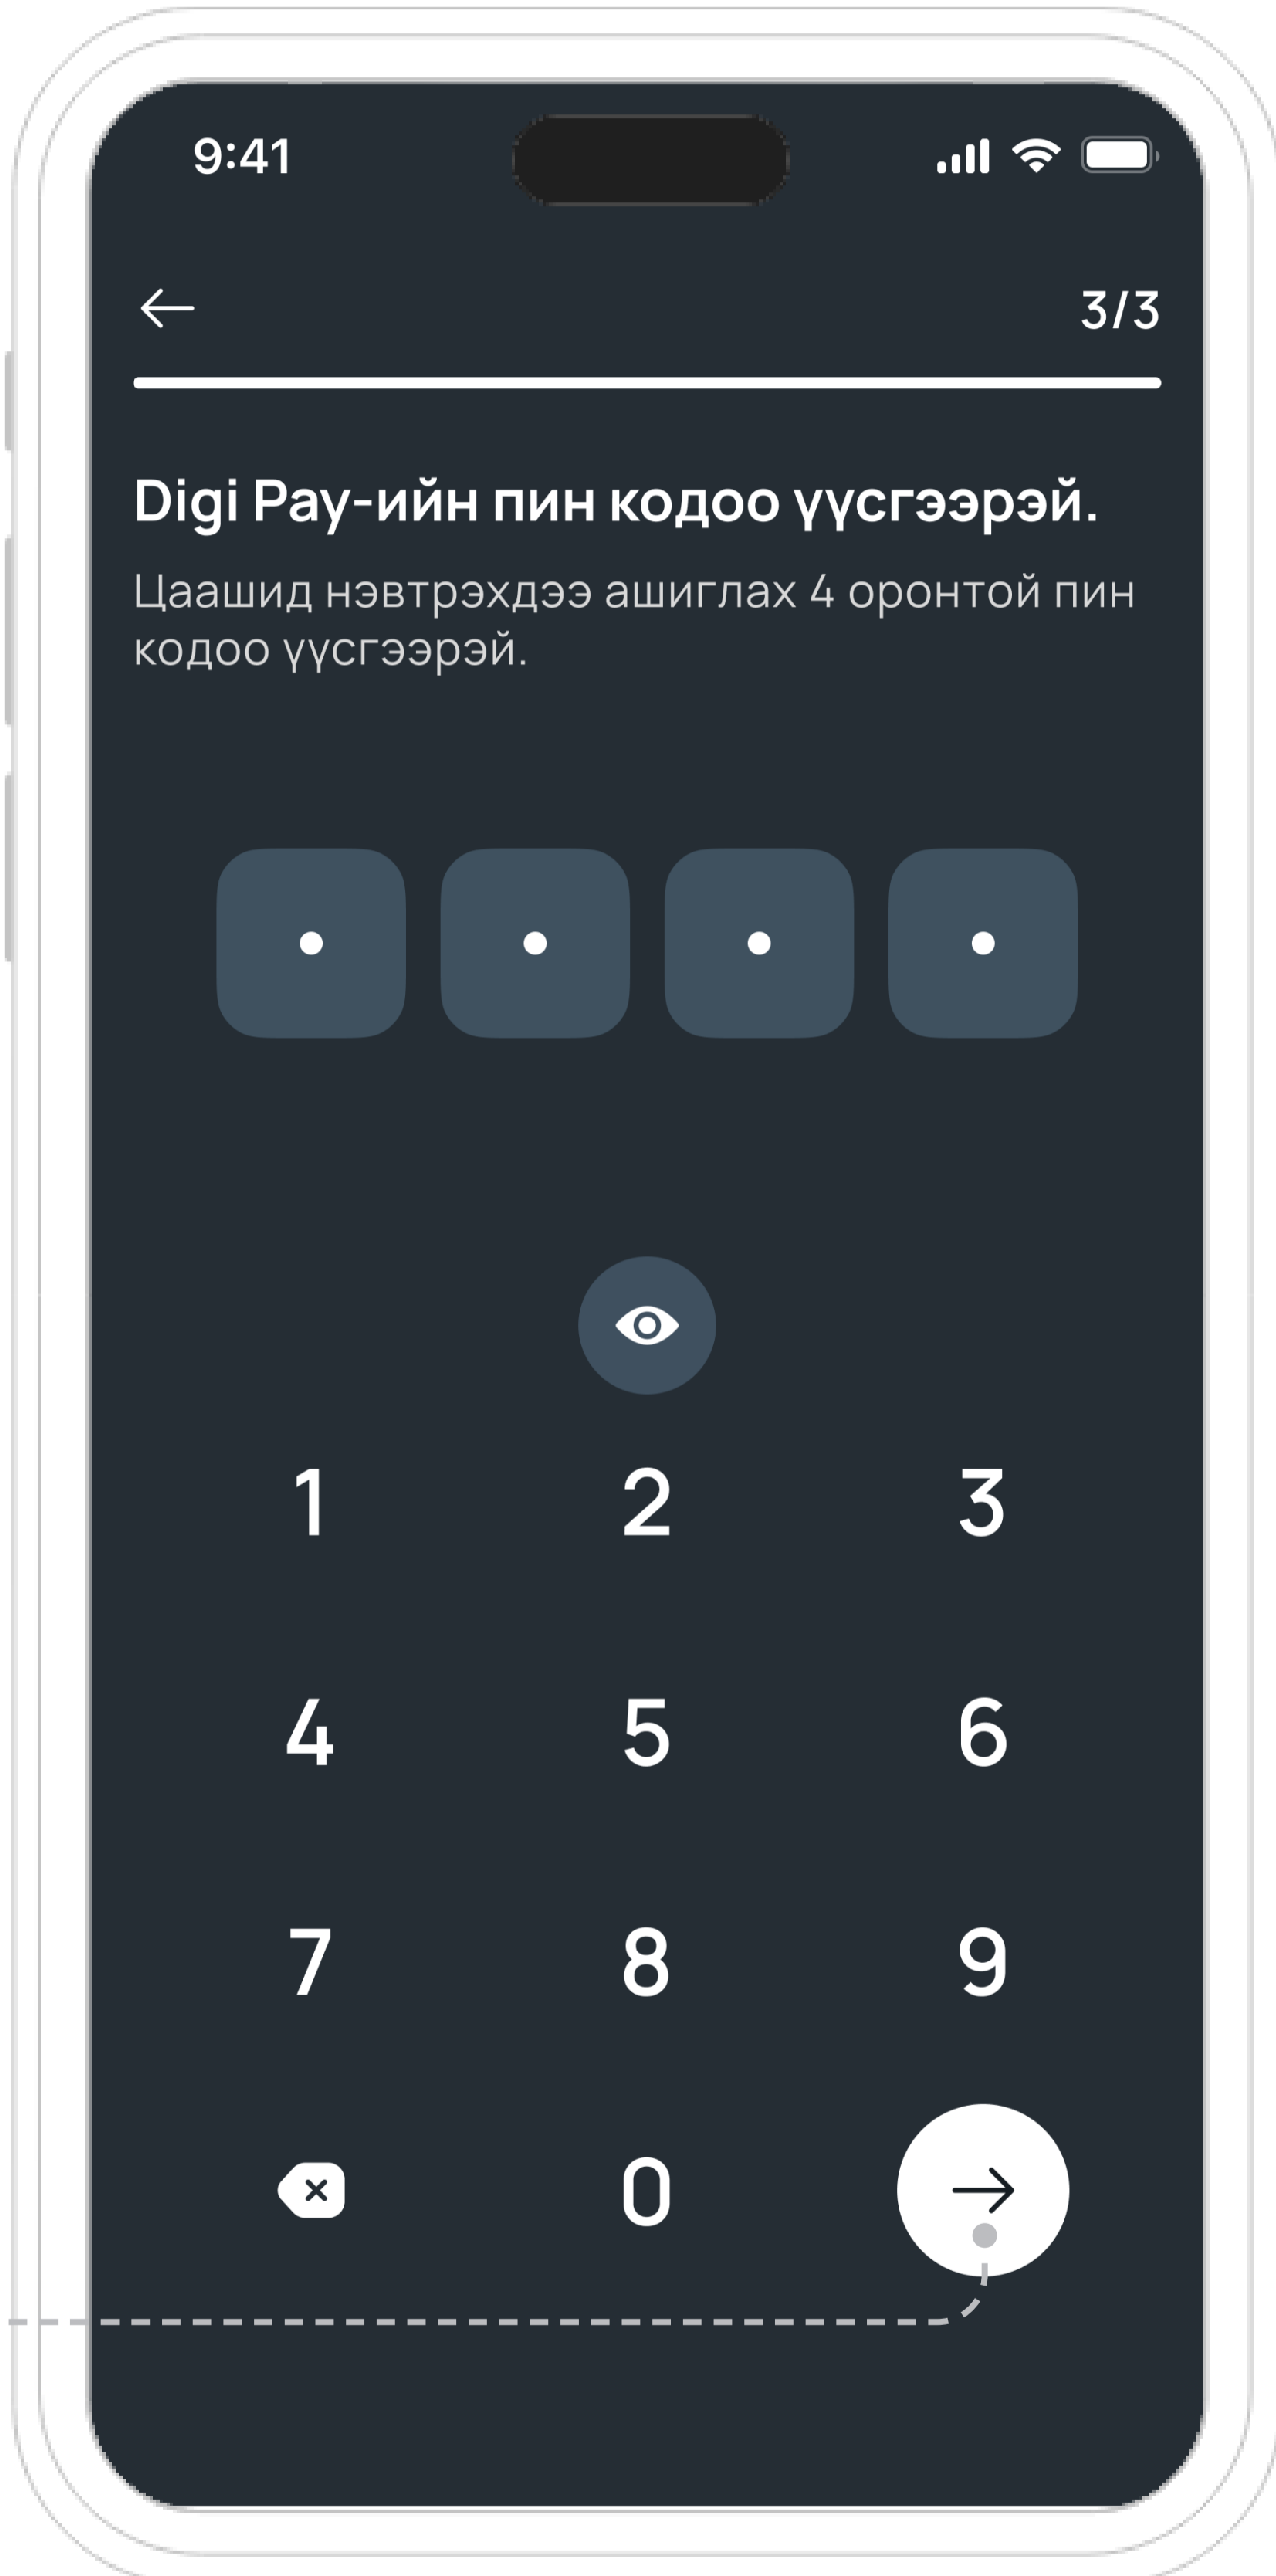 9:41
3/3
Digi Pay-ийн пин кодоо үүсгээрэй.
Цаашид нэвтрэхдээ ашиглах 4 оронтой пин
кодоо үүсгээрэй.
1 2 3
4 5 6
7 8 9
0